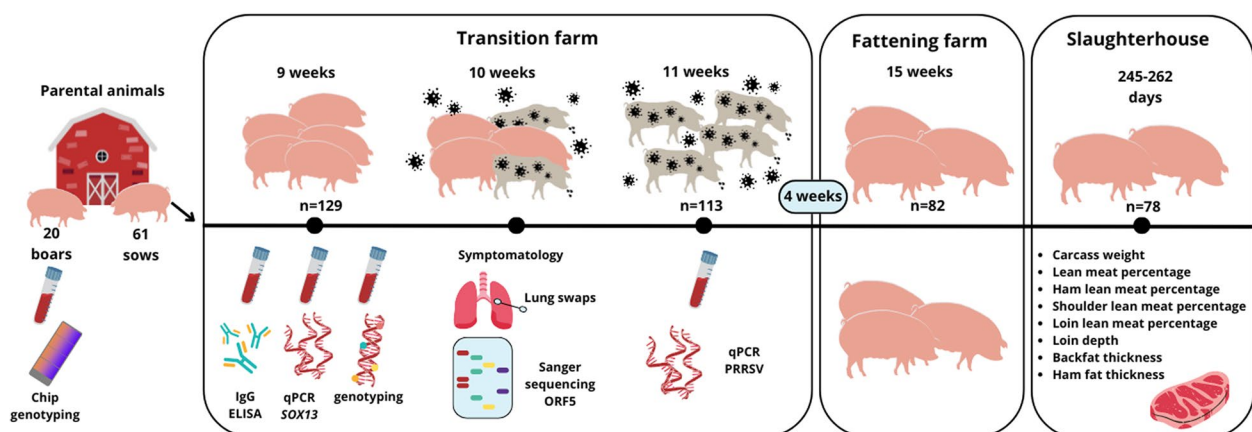 Transition farm
Fattening farm
Slaughterhouse
Parental animals
9 weeks
10 weeks
11 weeks
15 weeks
245-262
days
n=129
n=113
4 weeks
n=82
n=78
20
boars
61
sows
Chip
genotyping
IgG
ELISA
qPCR
SOX13
genotyping
Symptomatology
Lung swaps
Sanger
sequencing
ORF5
qPCR
PRRSV
• Carcass weight
• Lean meat percentage
• Ham lean meat percentage
• Shoulder lean meat percentage
• Loin lean meat percentage
• Loin depth
• Backfat thickness
• Ham fat thickness